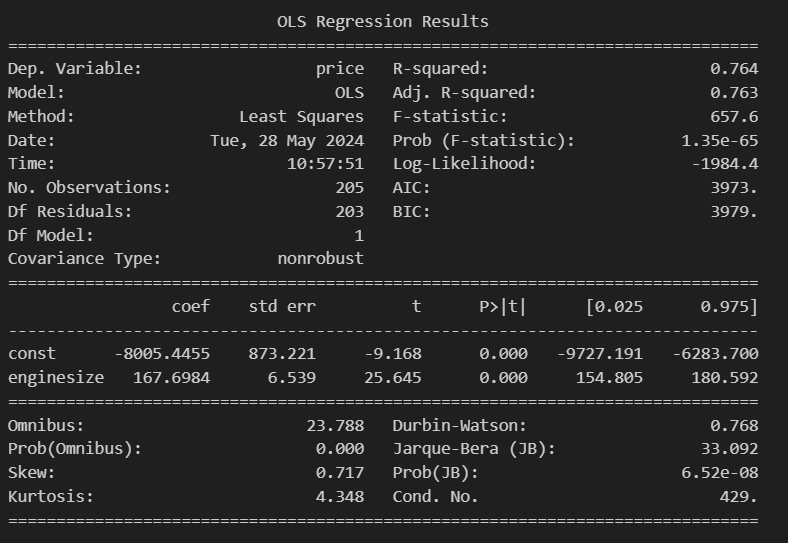 OLS Regression Results
==============================================================================
Dep. Variable:                  price   R-squared:                       0.764
Model:                            OLS   Adj. R-squared:                  0.763
Method:                 Least Squares   F-statistic:                     657.6
Date:                Tue, 28 May 2024   Prob (F-statistic):           1.35e-65
Time:                        10:57:51   Log-Likelihood:                -1984.4
No. Observations:                 205   AIC:                             3973.
Df Residuals:                     203   BIC:                             3979.
Df Model:                           1
Covariance Type:            nonrobust
==============================================================================
                 coef    std err          t      P>|t|      [0.025      0.975]
------------------------------------------------------------------------------
const      -8005.4455    873.221     -9.168      0.000   -9727.191   -6283.700
enginesize   167.6984      6.539     25.645      0.000     154.805     180.592
==============================================================================
Omnibus:                       23.788   Durbin-Watson:                   0.768
Prob(Omnibus):                  0.000   Jarque-Bera (JB):               33.092
Skew:                           0.717   Prob(JB):                     6.52e-08
Kurtosis:                       4.348   Cond. No.                         429.
==============================================================================